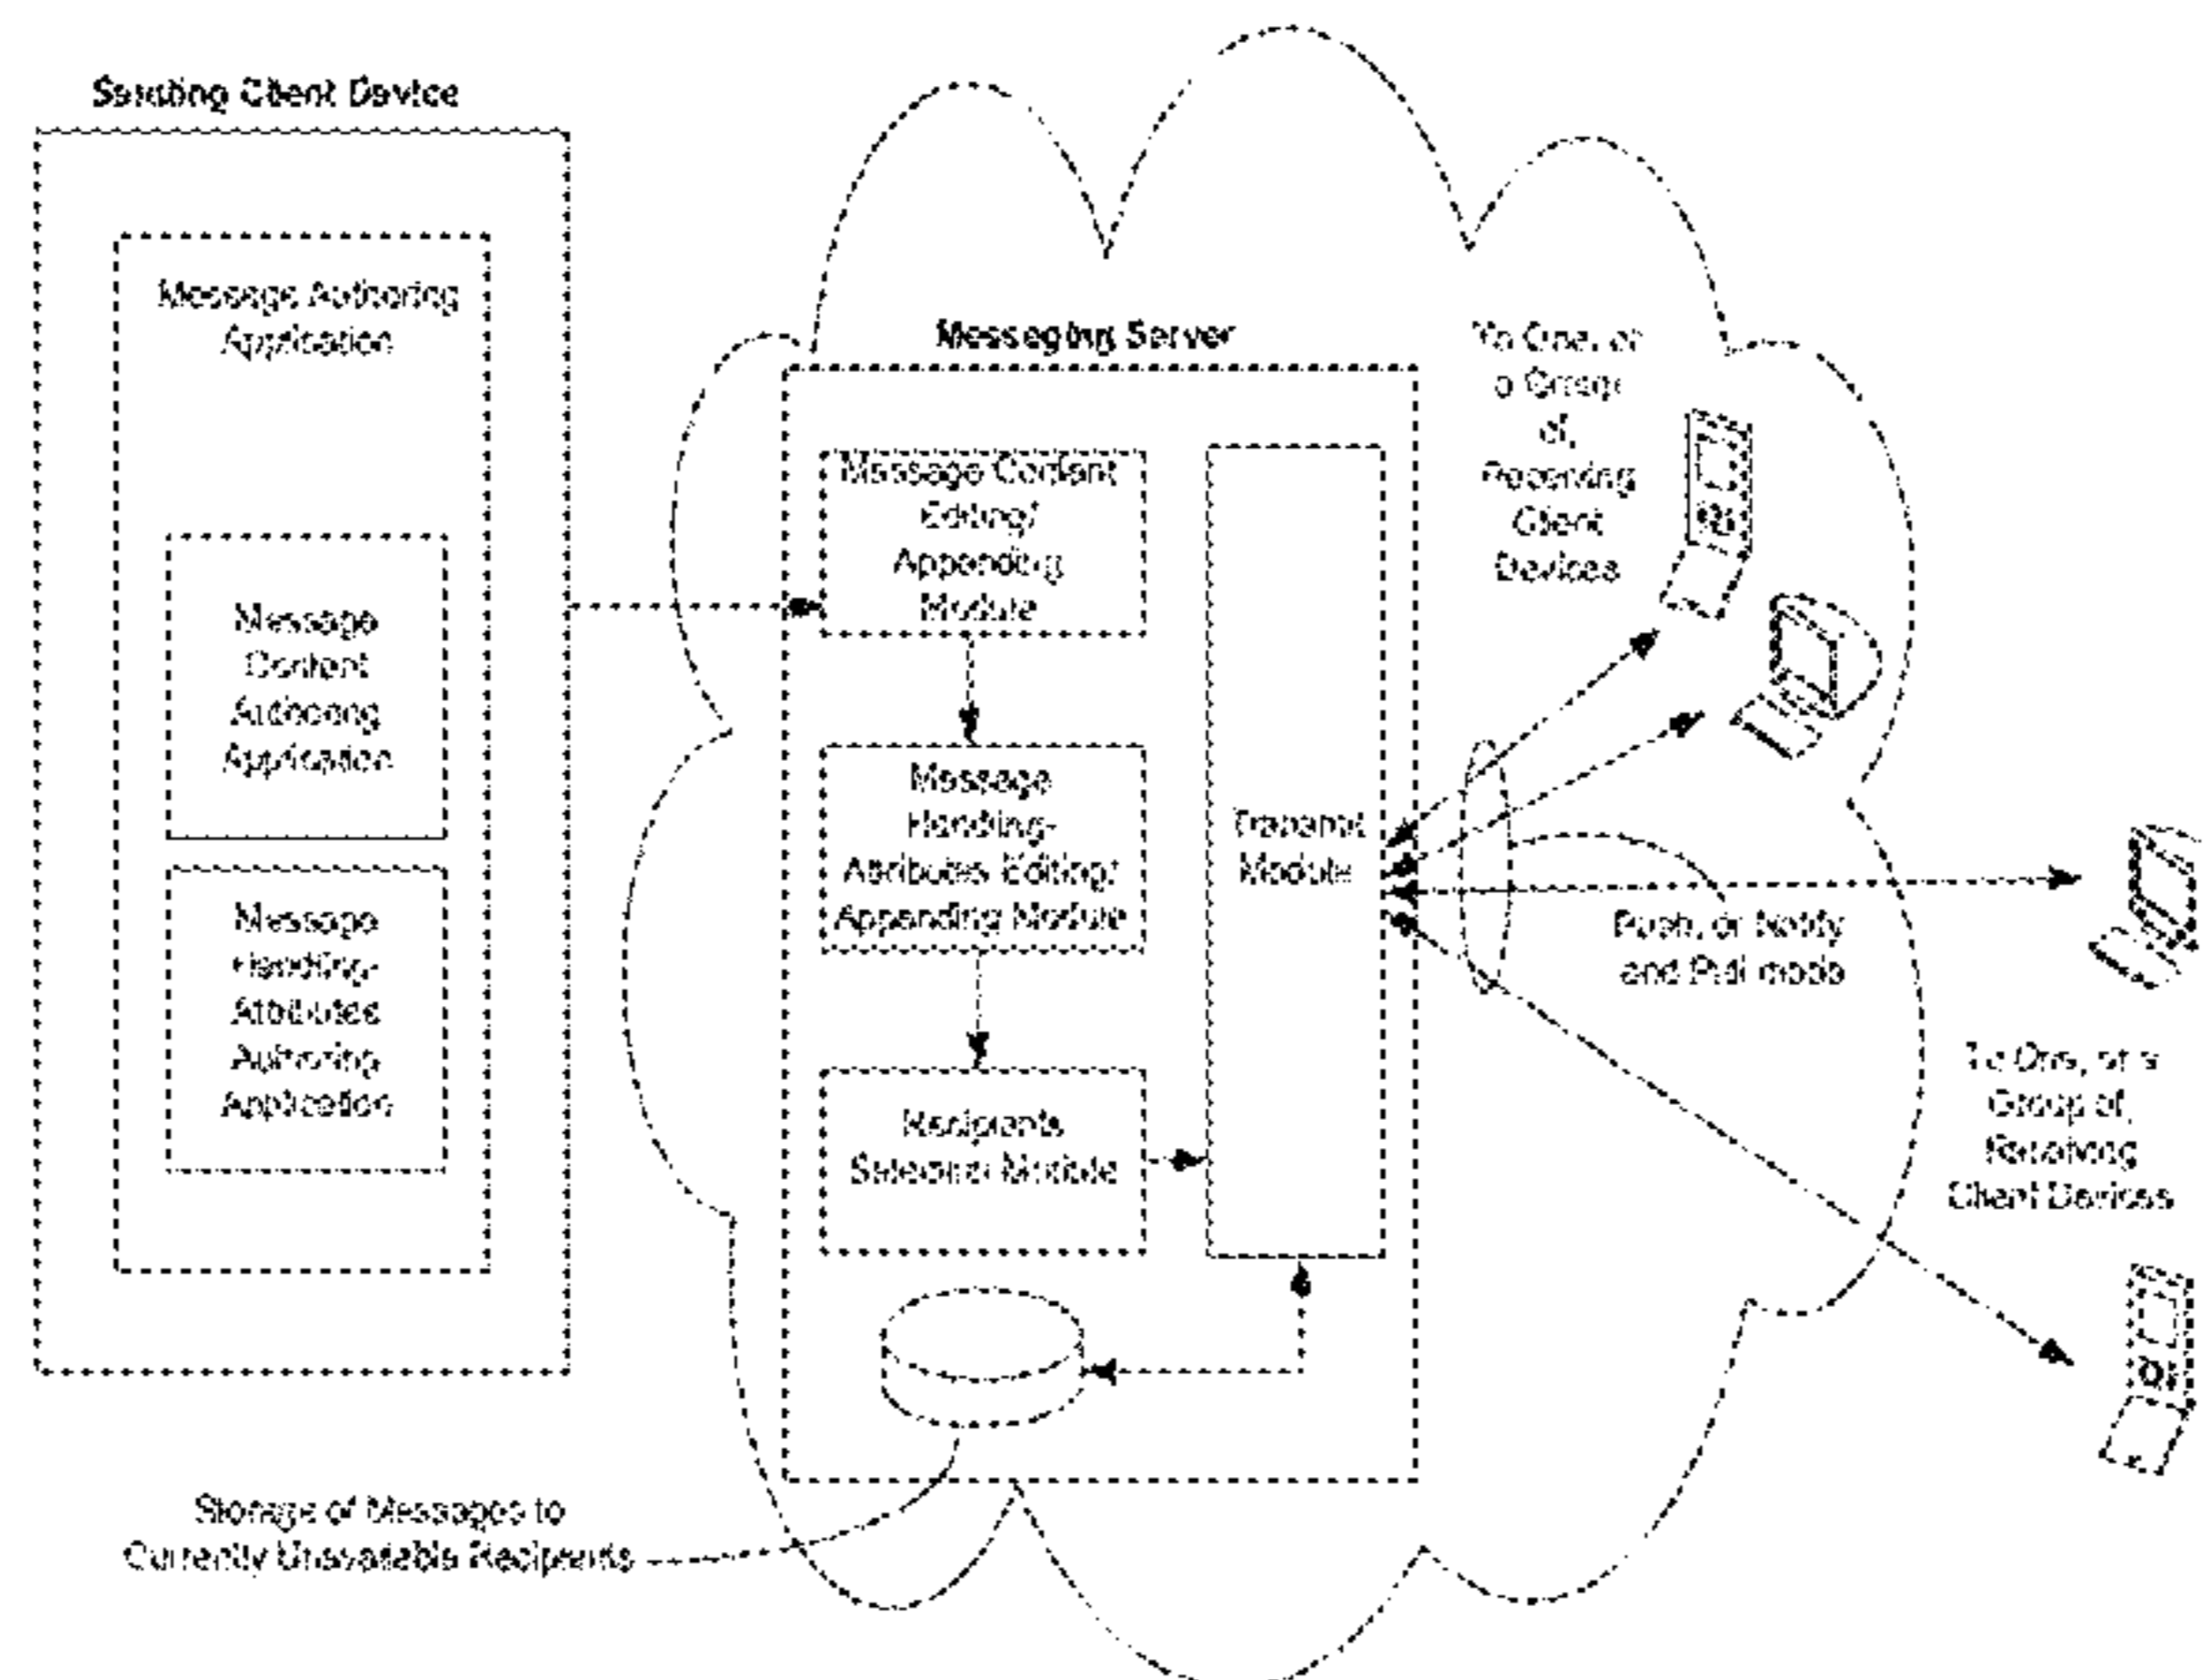 Sending Client Device
Message Authoring
Application
Message
Content
Authoring
Application
Message
Handling-
Attributes
Authoring
Application
Messaging Server
Message Content
Editing/
Appending
Module
Message
Handling-
Attributes Editing/
Appending Module
Recipients
Selection Module
Transmit
Module
To One, or
a Group
of,
Receiving
Client
Devices
Push, or Notify
and Pull mode
To One, or a
Group of,
Receiving
Client Devices
Storage of Messages to
Currently Unavailable Recipients